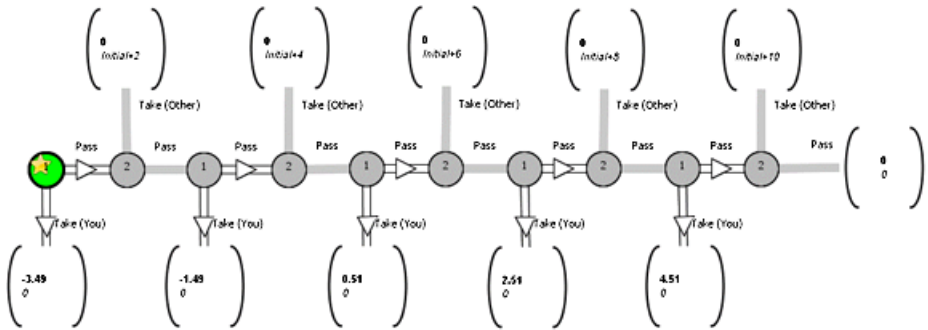 0
Initial+2
0
Initial+4
0
Initial+6
0
Initial+8
0
Initial+10
Take (Other)
Take (Other)
Take (Other)
Take (Other)
Take (Other)
Pass
Pass
Pass
Pass
Pass
Pass
Pass
Pass
Pass
Pass
2
1
2
1
2
1
2
1
2
0
0
Take (You)
Take (You)
Take (You)
Take (You)
Take (You)
-3.49
0
-1.49
0
0.51
0
2.51
0
4.51
0